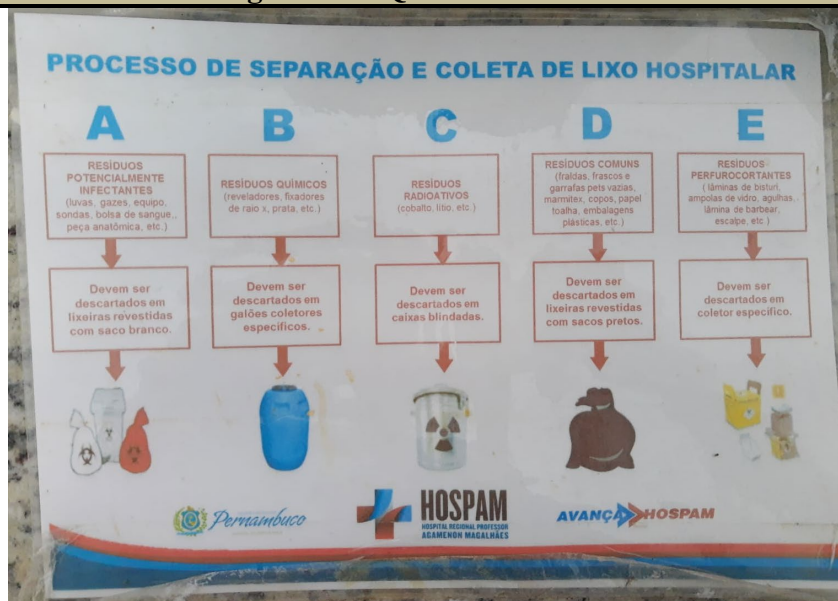 PROCESSO DE SEPARAÇÃO E COLETA DE LIXO HOSPITALAR
A
RESÍDUOS
POTENCIALMENTE
INFECTANTES
(luvas, gazes, equipo,
sondas, bolsa de sangue,,
peça anatômica, etc.)
Devem ser
descartados em
lixeiras revestidas
com saco branco.
B
RESÍDUOS QUÍMICOS
(reveladores, fixadores
de raio x, prata, etc.)
Devem ser
descartados em
galões coletores
específicos.
C
RESÍDUOS
RADIOATIVOS
(cobalto, lítio, etc.)
Devem ser
descartados em
caixas blindadas.
D
RESÍDUOS COMUNS
(fraldas, frascos e
garrafas pets vazias,
marmitex, copos, papel
toalha, embalagens
plásticas, etc.)
Devem ser
descartados em
lixeiras revestidas
com sacos pretos.
E
RESÍDUOS
PERFUROCORTANTES
( lâminas de bisturi,
ampolas de vidro, agulhas,
lâmina de barbear,
escalpe, etc.)
Devem ser
descartados em
coletor específico.
Pernambuco
HOSPAM
HOSPITAL REGIONAL PROFESSOR
AGAMENON MAGALHÃES
AVANÇA HOSPAM